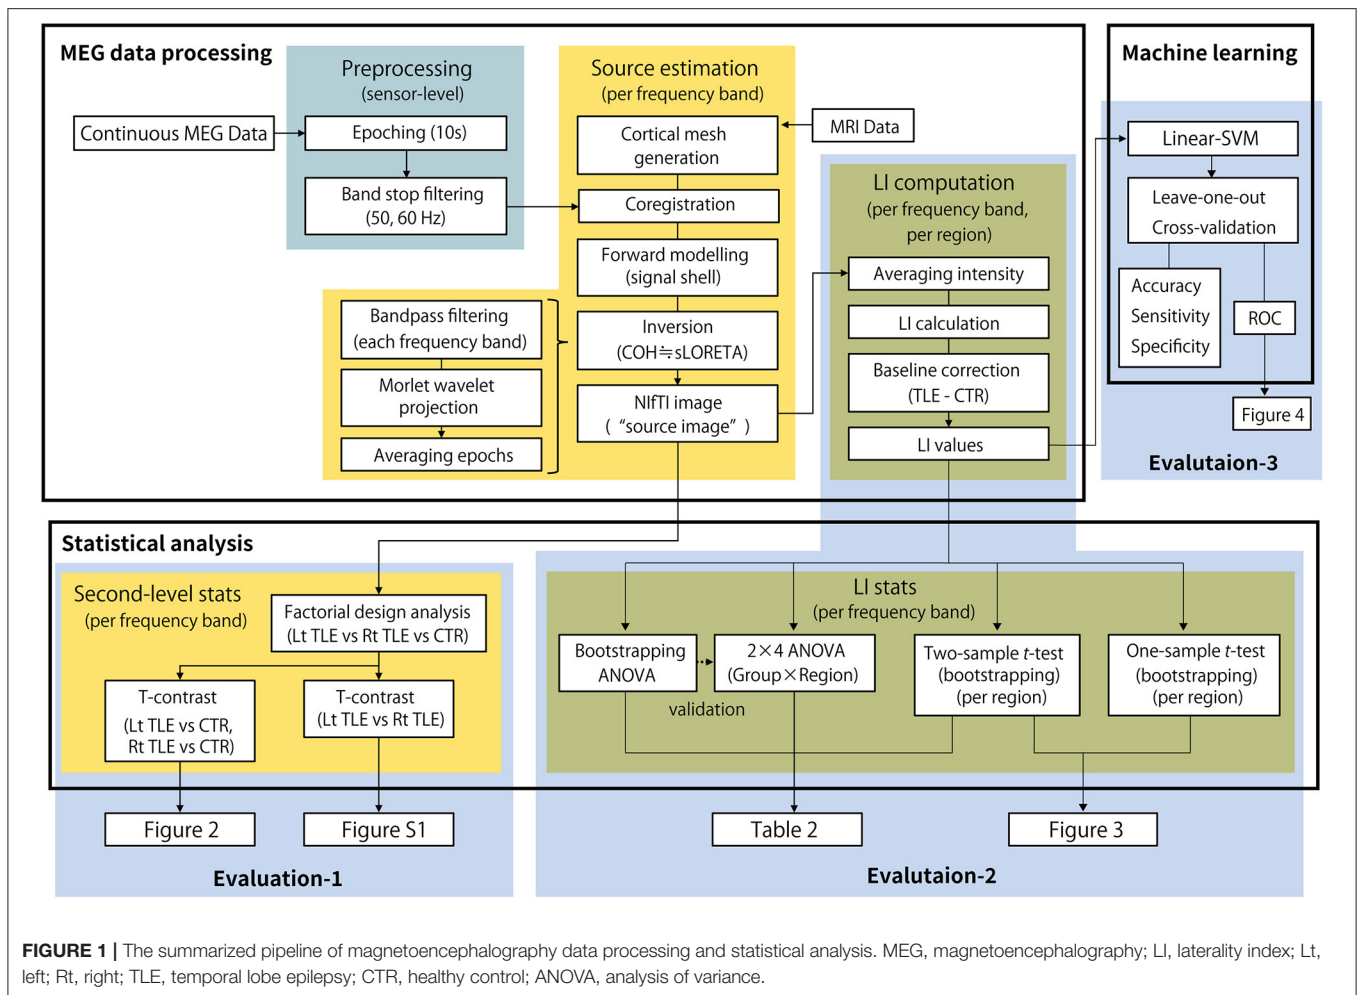 MEG data processing
Preprocessing
(sensor-level)
Continuous MEG Data
Epoching (10s)
Band stop filtering
(50, 60 Hz)
Source estimation
(per frequency band)
MRI Data
Cortical mesh
generation
Coregistration
Forward modelling
(signal shell)
Inversion
(COH≒sLORETA)
NIfTI image
( “source image” )
Bandpass filtering
(each frequency band)
Morlet wavelet
projection
Averaging epochs
LI computation
(per frequency band,
per region)
Averaging intensity
LI calculation
Baseline correction
(TLE - CTR)
LI values
Machine learning
Linear-SVM
Leave-one-out
Cross-validation
Accuracy
Sensitivity
Specificity
ROC
Figure 4
Evalutaion-3
Statistical analysis
Second-level stats
(per frequency band)
Factorial design analysis
(Lt TLE vs Rt TLE vs CTR)
T-contrast
(Lt TLE vs CTR,
Rt TLE vs CTR)
T-contrast
(Lt TLE vs Rt TLE)
Figure 2
Figure S1
Evaluation-1
LI stats
(per frequency band)
Bootstrapping
ANOVA
validation
2×4 ANOVA
(Group×Region)
Two-sample t-test
(bootstrapping)
(per region)
One-sample t-test
(bootstrapping)
(per region)
Table 2
Figure 3
Evalutaion-2
FIGURE 1 | The summarized pipeline of magnetoencephalography data processing and statistical analysis. MEG, magnetoencephalography; LI, laterality index; Lt,
left; Rt, right; TLE, temporal lobe epilepsy; CTR, healthy control; ANOVA, analysis of variance.